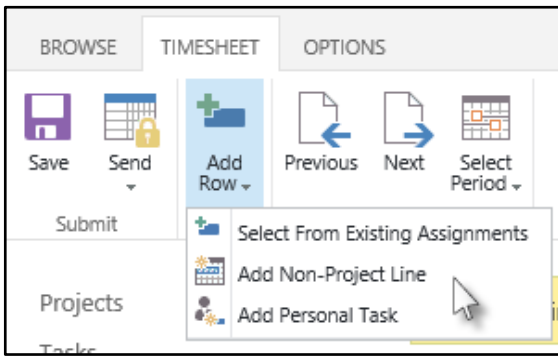 BROWSE TIMESHEET OPTIONS
Save Send Add Row Previous Next Select Period
Submit
Select From Existing Assignments
Add Non-Project Line
Projects
Add Personal Task
Tasks